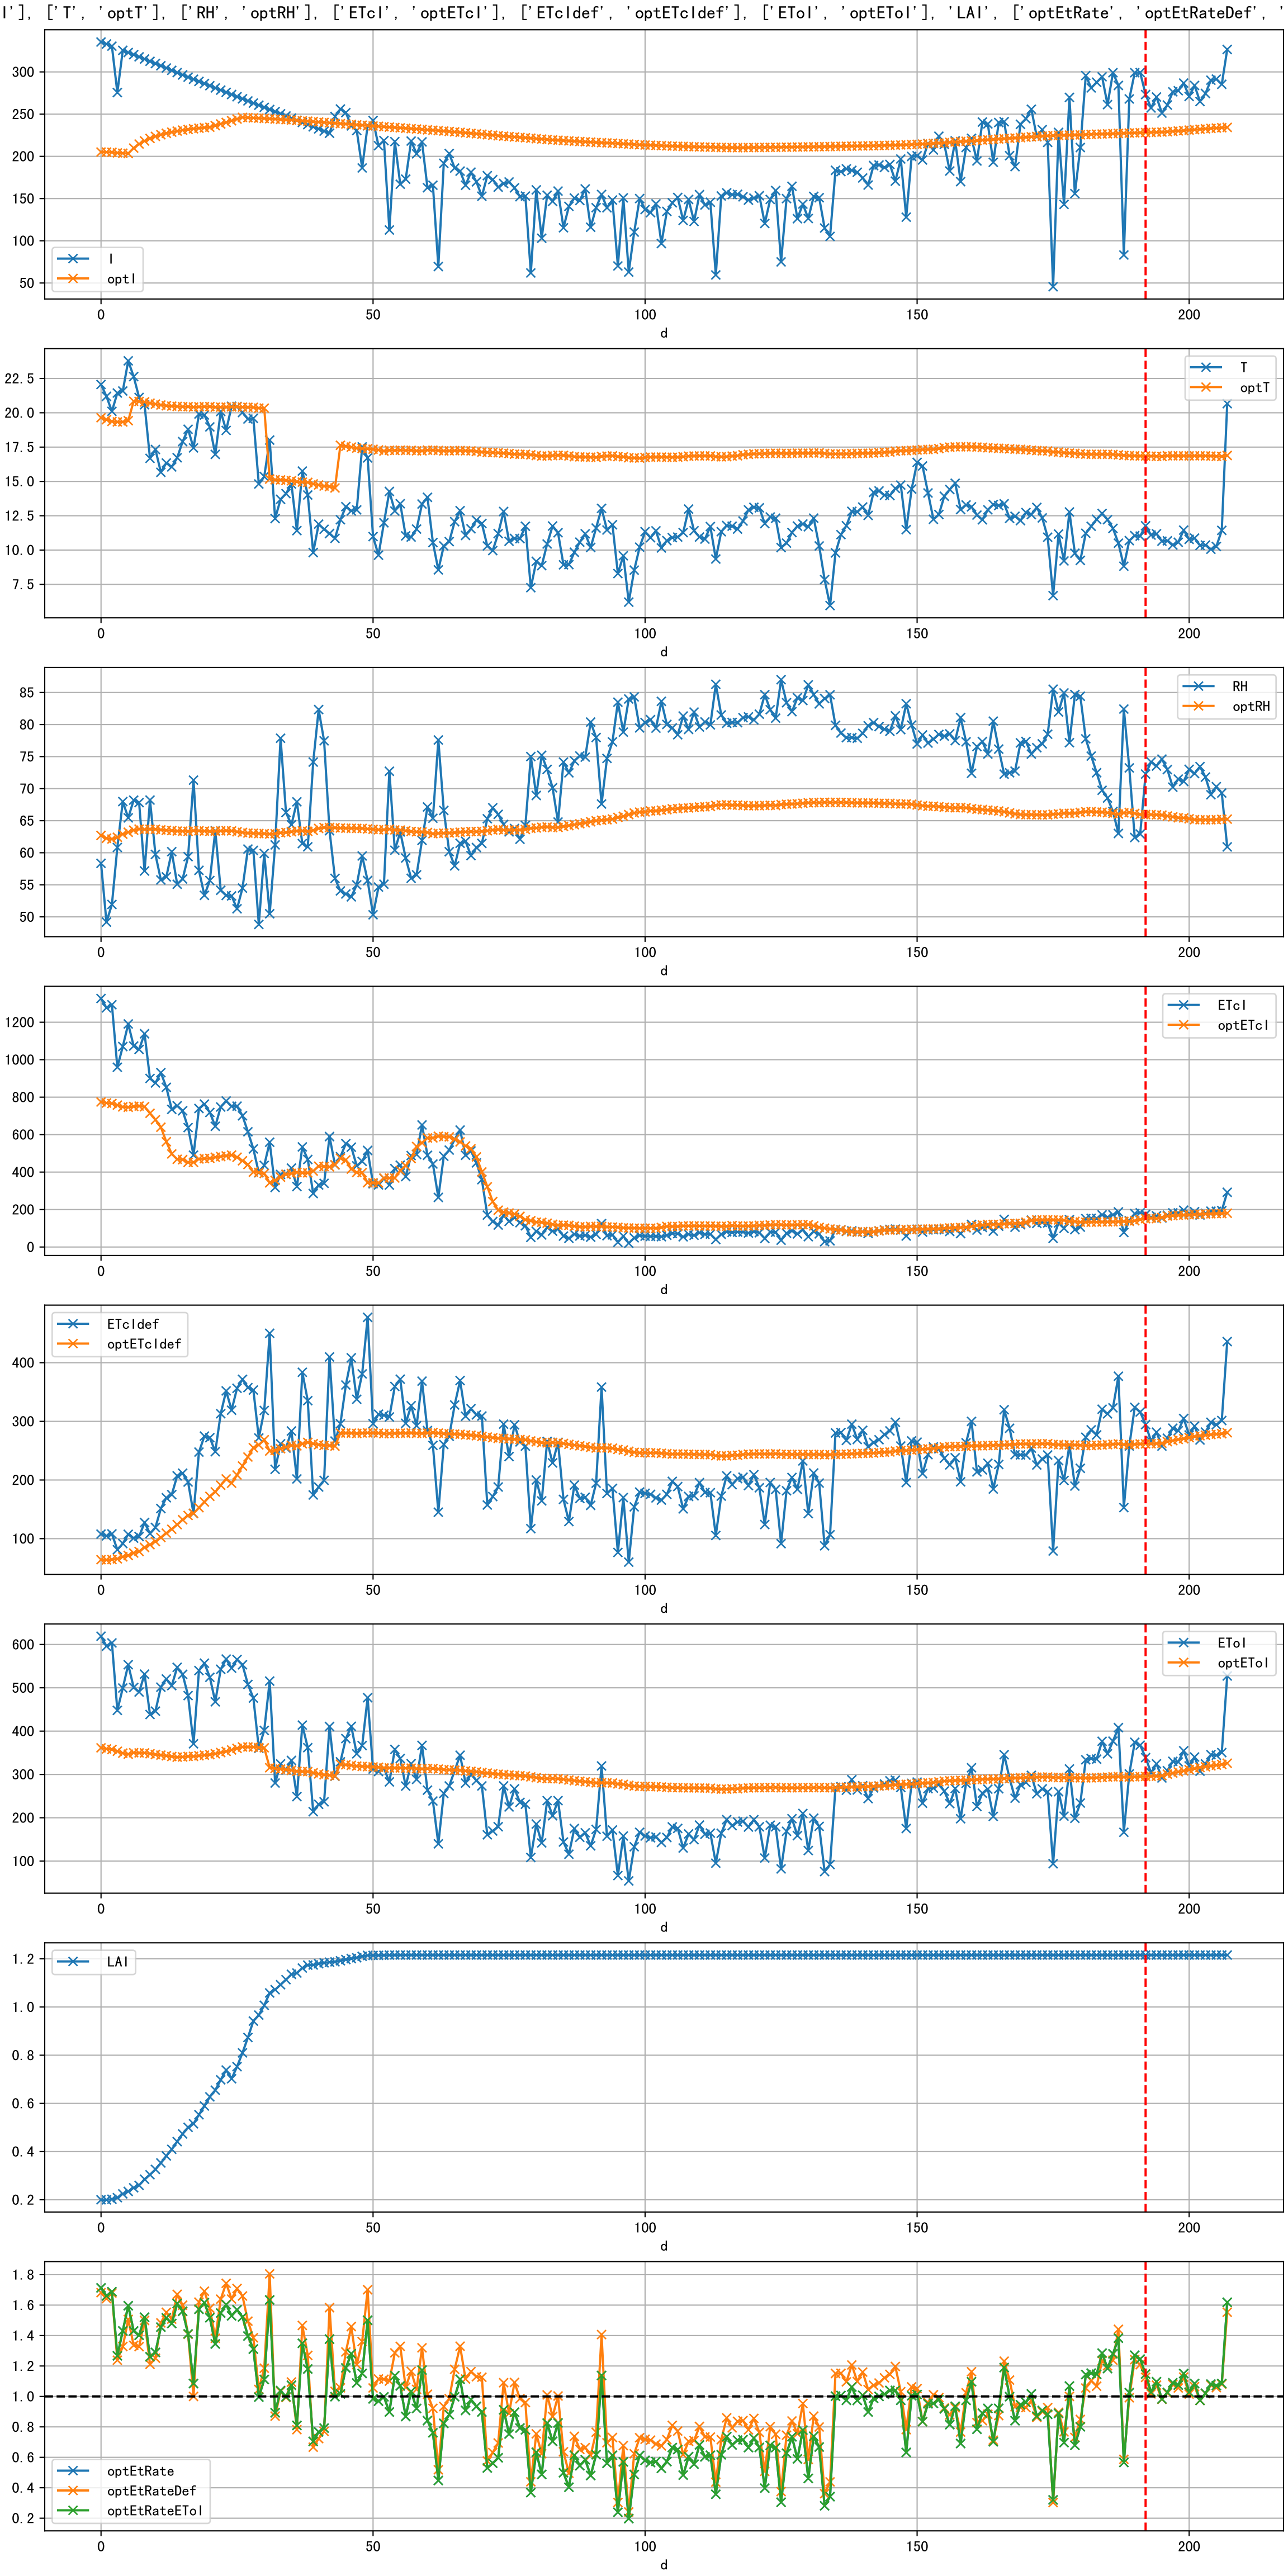 I'], ['T', 'optT'], ['RH', 'optRH'], ['ETcI', 'optETcI'], ['ETcIdef', 'optETcIdef'], ['EToI', 'optEToI'], 'LAI', ['optEtRate', 'optEtRateDef', '
300
250
200
150
100
50
I
optI
0 50 100 150 200
d
22.5
20.0
17.5
15.0
12.5
10.0
7.5
T
optT
0 50 100 150 200
d
85
80
75
70
65
60
55
50
RH
optRH
0 50 100 150 200
d
1200
1000
800
600
400
200
0
ETcI
optETcI
0 50 100 150 200
d
400
300
200
100
ETcIdef
optETcIdef
0 50 100 150 200
d
600
500
400
300
200
100
EToI
optEToI
0 50 100 150 200
d
1.2
1.0
0.8
0.6
0.4
0.2
LAI
0 50 100 150 200
d
1.8
1.6
1.4
1.2
1.0
0.8
0.6
0.4
0.2
optEtRate
optEtRateDef
optEtRateEToI
0 50 100 150 200
d